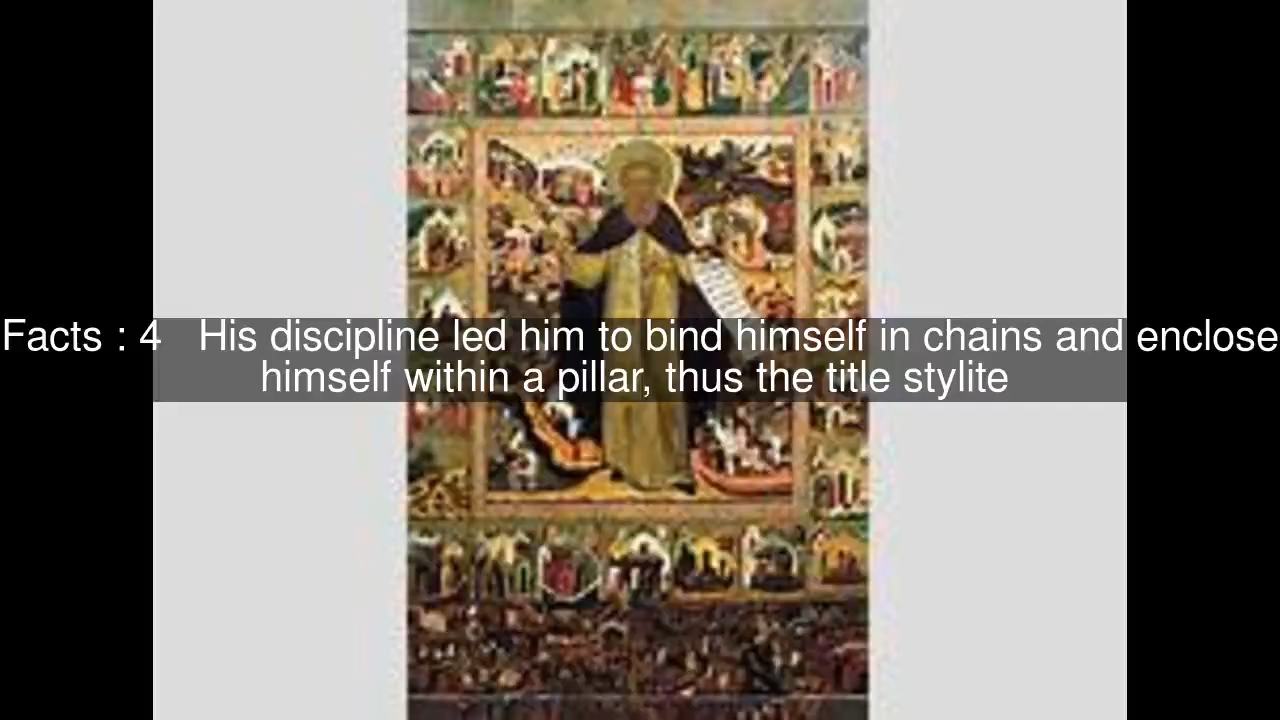 Facts : 4   His discipline led him to bind himself in chains and enclose
himself within a pillar, thus the title stylite